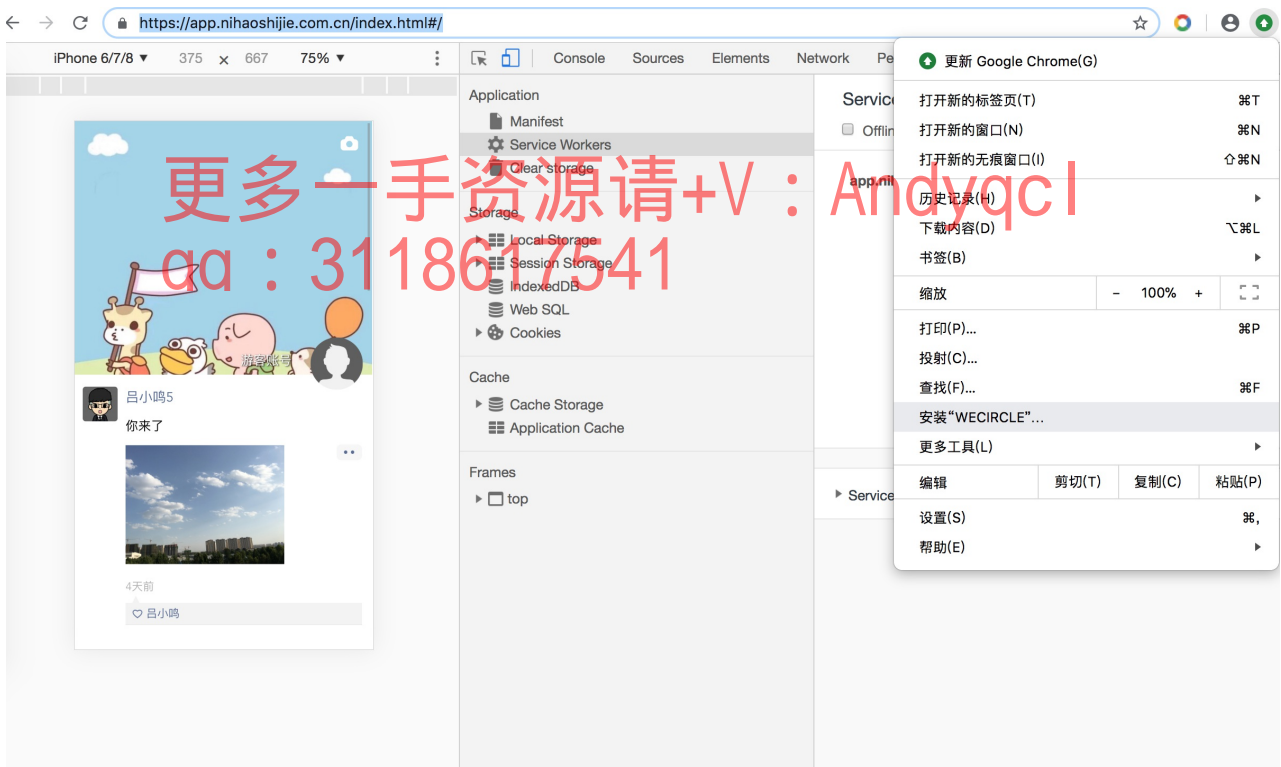 https://app.nihaoshijie.com.cn/index.html#/
iPhone 6/7/8 ▼ 375 × 667 75% ▼
Console Sources Elements Network Pe
更新 Google Chrome(G)
打开新的标签页(T) ⌘T
打开新的窗口(N) ⌘N
打开新的无痕窗口(I) ⇧⌘N
历史记录(H)
下载内容(D) ⌥⌘L
书签(B)
缩放 − 100% +
打印(P)... ⌘P
投射(C)...
查找(F)... ⌘F
安装“WECIRCLE”...
更多工具(L)
编辑 剪切(T) 复制(C) 粘贴(P)
设置(S) ⌘,
帮助(E)
Application
Manifest
Service Workers
Clear storage
Storage
Local Storage
Session Storage
IndexedDB
Web SQL
Cookies
Cache
Cache Storage
Application Cache
Frames
top
Service
Offlin
app.ni
Service
更多一手资源请+V：Andyqcl
qq：3118617541
游客账号
吕小鸣5
你来了
4天前
吕小鸣